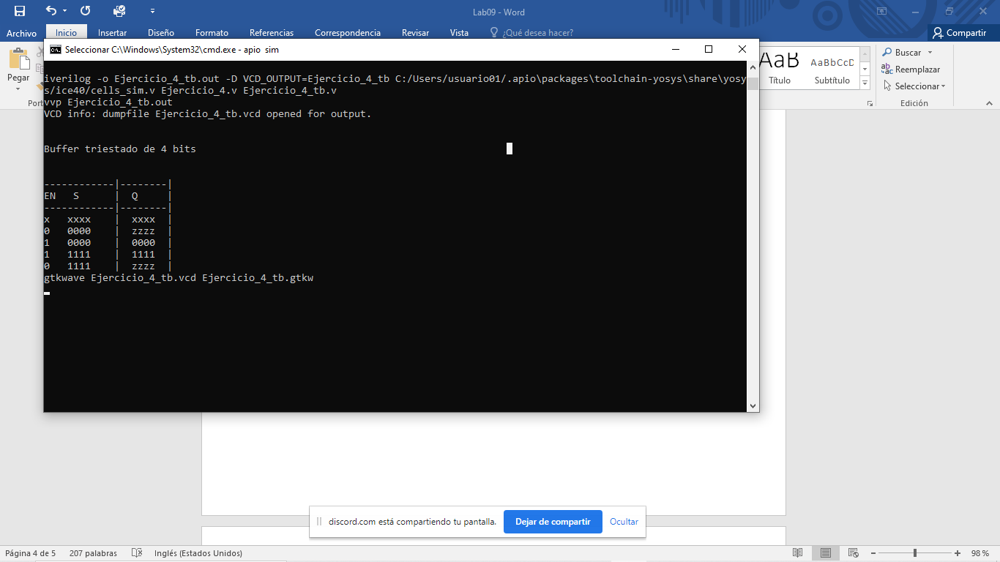 Lab09 - Word
Archivo Inicio Insertar Diseño Formato Referencias Correspondencia Revisar Vista ¿Qué desea hacer? Compartir
Seleccionar C:\Windows\System32\cmd.exe - apio sim
Pegar
AaB AaBbCcD
Título Subtítulo
Buscar
Reemplazar
Seleccionar
Edición
iverilog -o Ejercicio_4_tb.out -D VCD_OUTPUT=Ejercicio_4_tb C:/Users/usuario01/.apio\packages\toolchain-yosys\share\yosy
s/ice40/cells_sim.v Ejercicio_4.v Ejercicio_4_tb.v
vvp Ejercicio_4_tb.out
VCD info: dumpfile Ejercicio_4_tb.vcd opened for output.
Buffer triestado de 4 bits
------------|--------|
EN   S      |  Q     |
------------|--------|
x   xxxx    |  xxxx  |
0   0000    |  zzzz  |
1   0000    |  0000  |
1   1111    |  1111  |
0   1111    |  zzzz  |
gtkwave Ejercicio_4_tb.vcd Ejercicio_4_tb.gtkw
discord.com está compartiendo tu pantalla. Dejar de compartir Ocultar
Página 4 de 5 207 palabras Inglés (Estados Unidos) 98 %